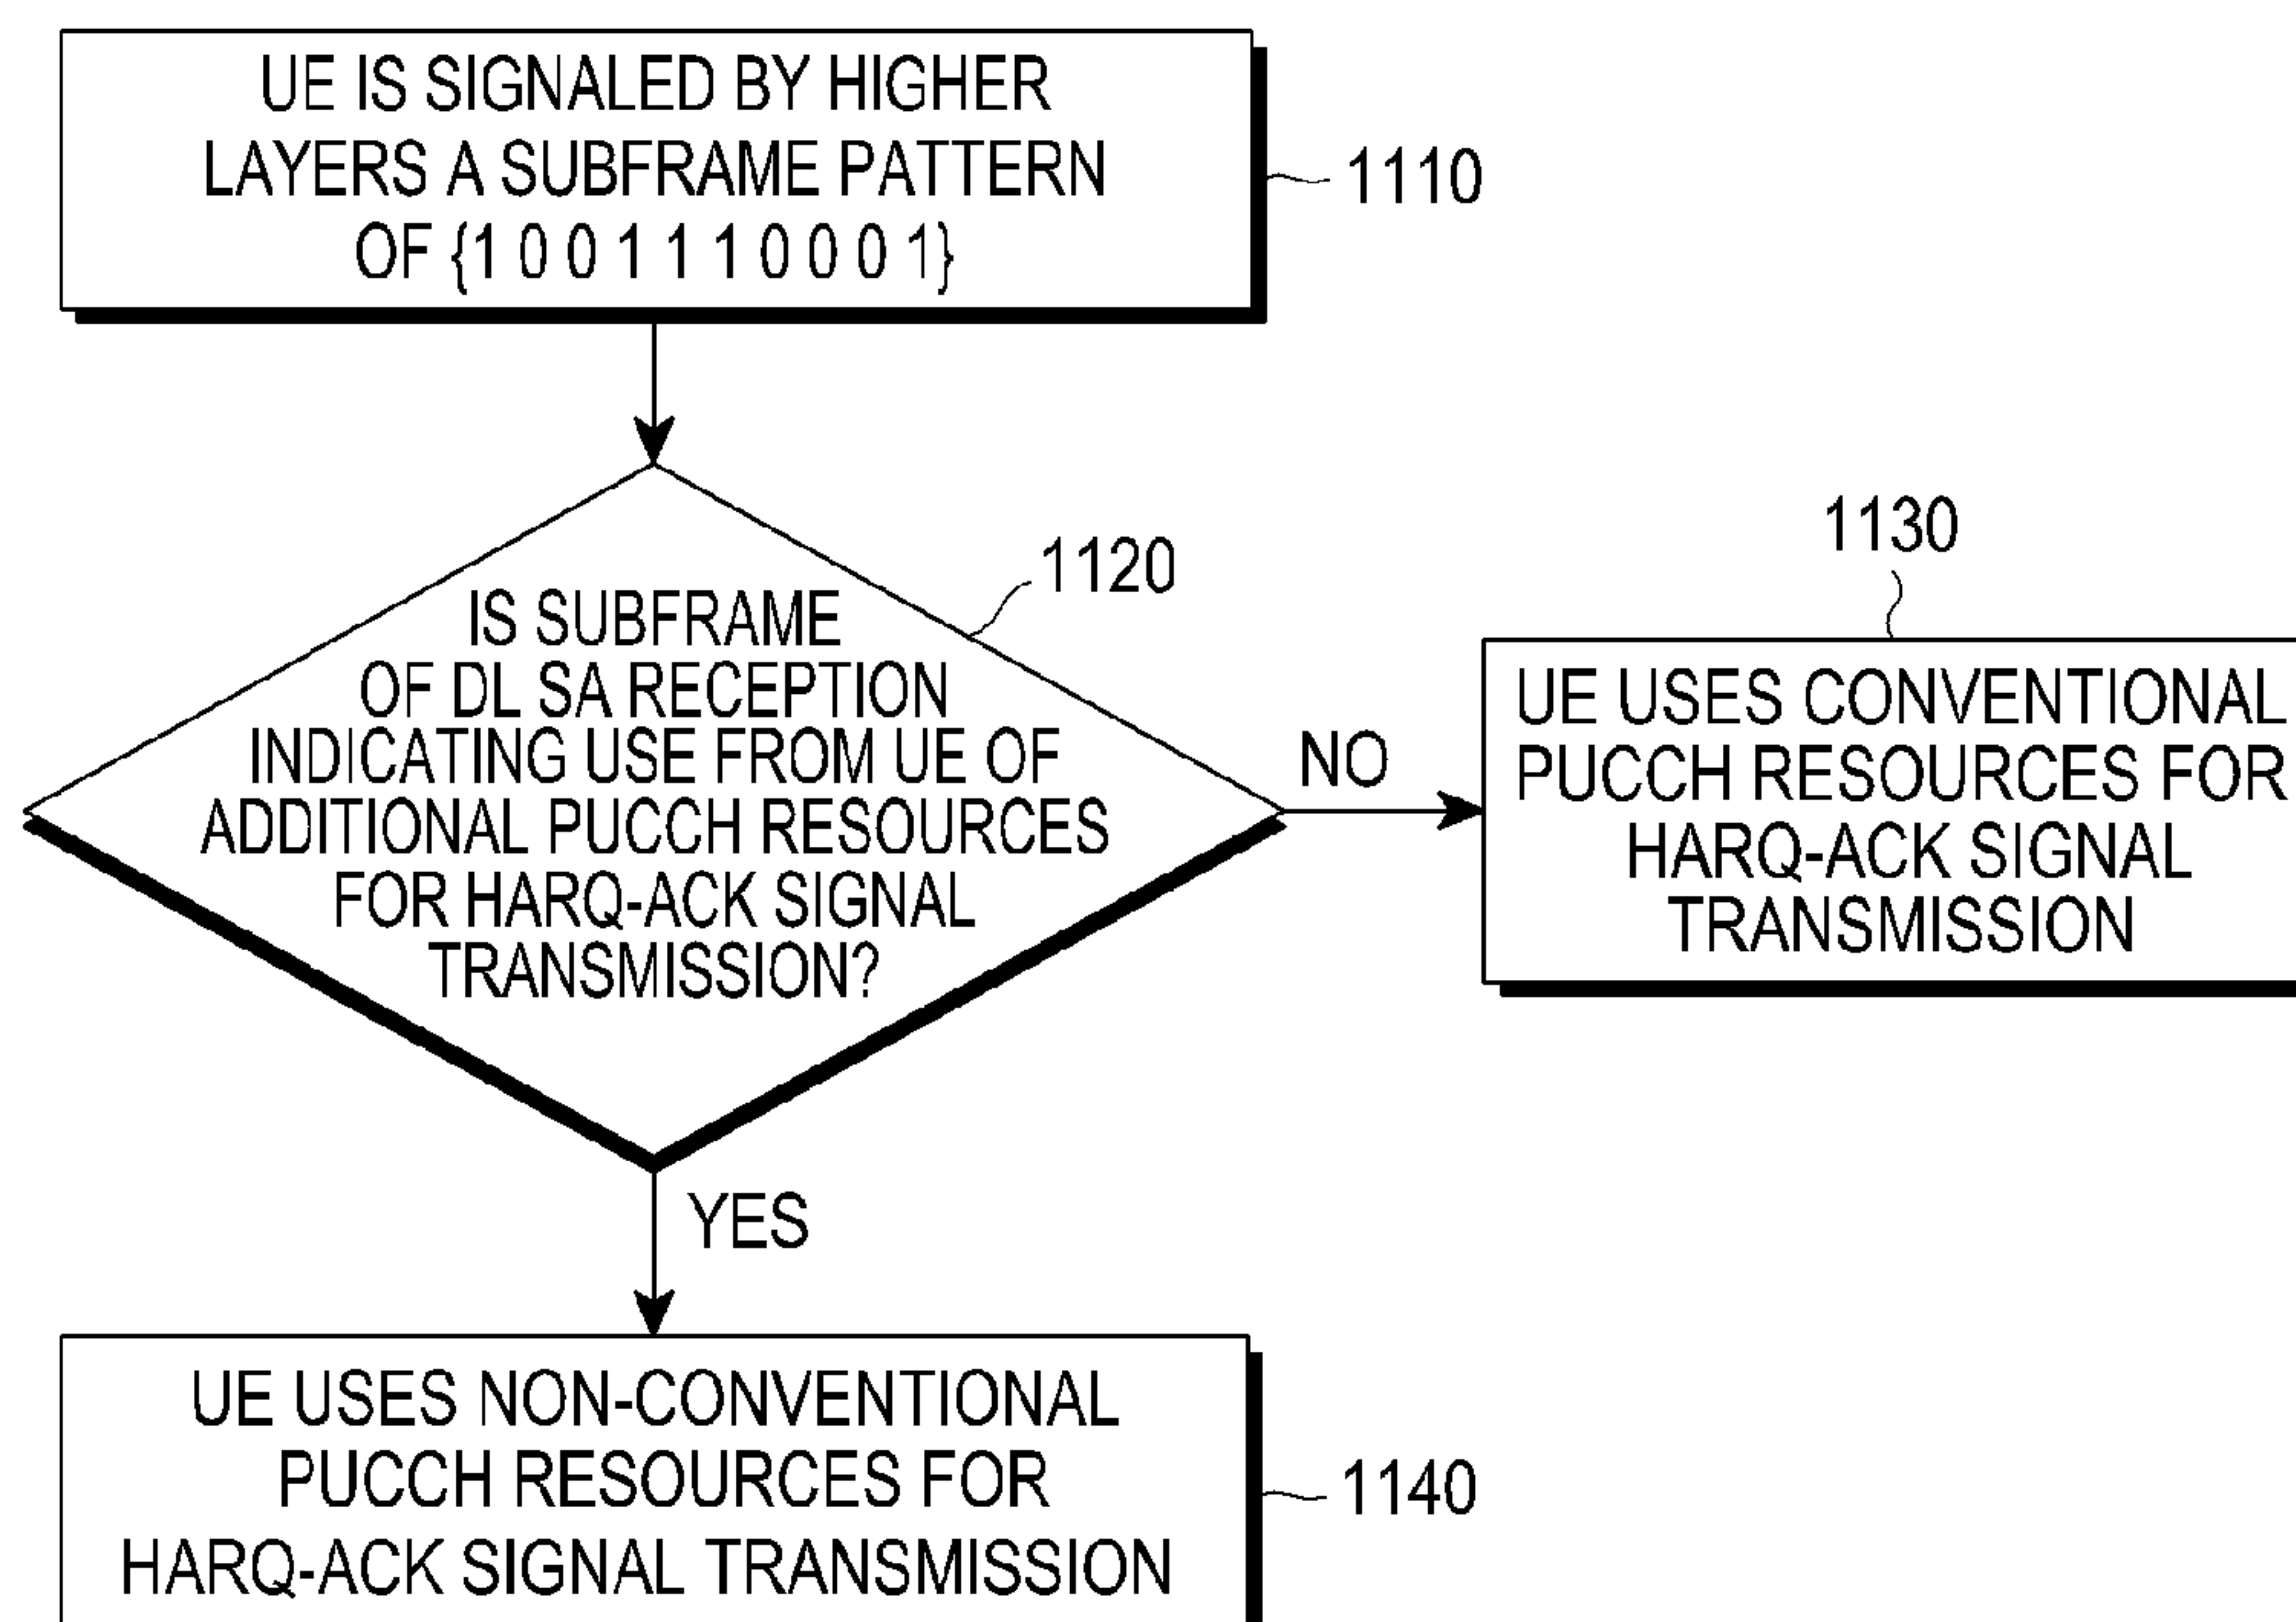 UE IS SIGNALED BY HIGHER
LAYERS A SUBFRAME PATTERN
OF {1 0 0 1 1 1 0 0 0 1}
1110
IS SUBFRAME
OF DL SA RECEPTION
INDICATING USE FROM UE OF
ADDITIONAL PUCCH RESOURCES
FOR HARQ-ACK SIGNAL
TRANSMISSION?
1120
NO
1130
UE USES CONVENTIONAL
PUCCH RESOURCES FOR
HARQ-ACK SIGNAL
TRANSMISSION
YES
UE USES NON-CONVENTIONAL
PUCCH RESOURCES FOR
HARQ-ACK SIGNAL TRANSMISSION
1140